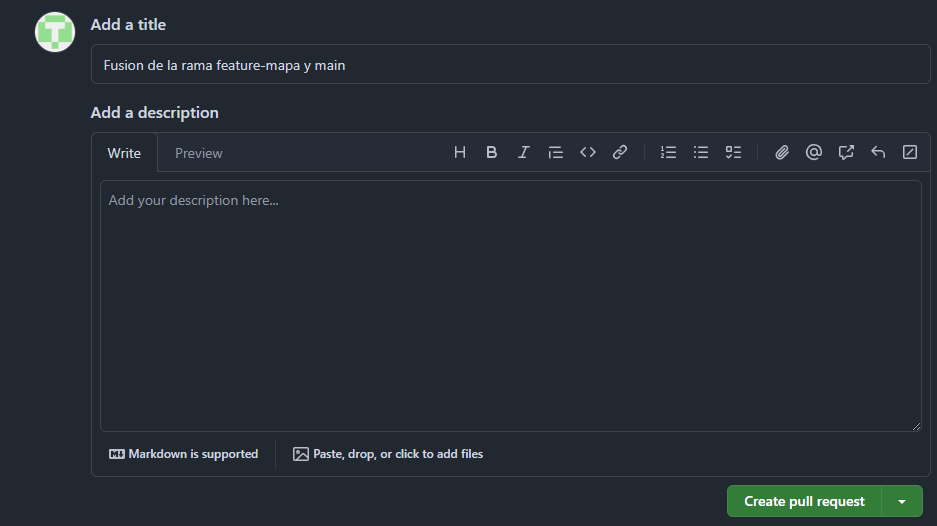 Add a title
Fusion de la rama feature-mapa y main
Add a description
Write Preview
Add your description here...
Markdown is supported Paste, drop, or click to add files
Create pull request